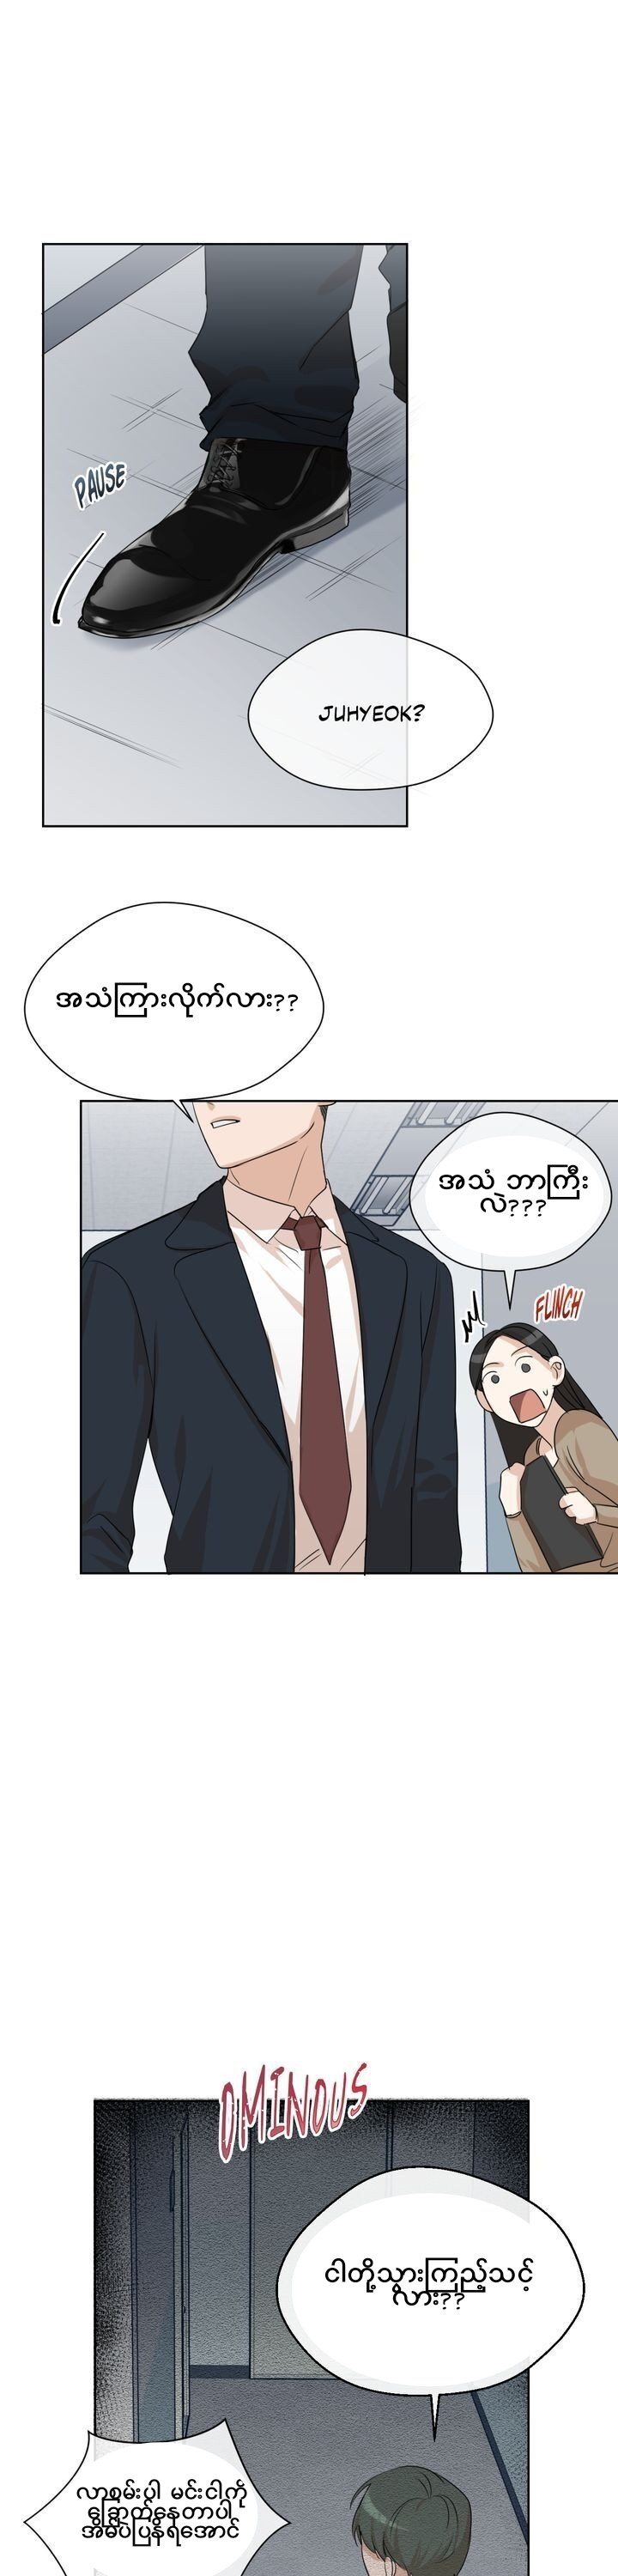 PAUSE
JUHYEOK?
အသံကြားလိုက်လား??
အသံ ဘာကြီး
လဲ???
FLINCH
OMINOUS
ငါတို့သွားကြည့်သင့်
လား??
လာစမ်းပါ မင်းငါ့ကို
ခြောက်နေတာပါ
အိမ်ပြန်ရအောင်